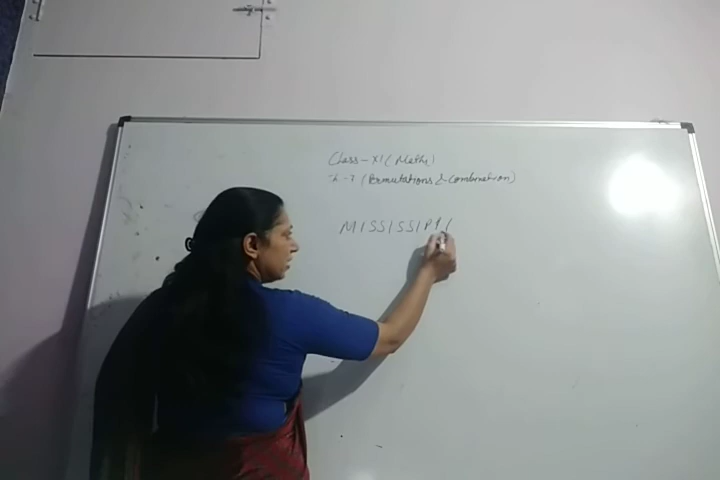 Class-XI (Maths)
Ch-7 (Permutations & Combination)
MISSISSIPPI